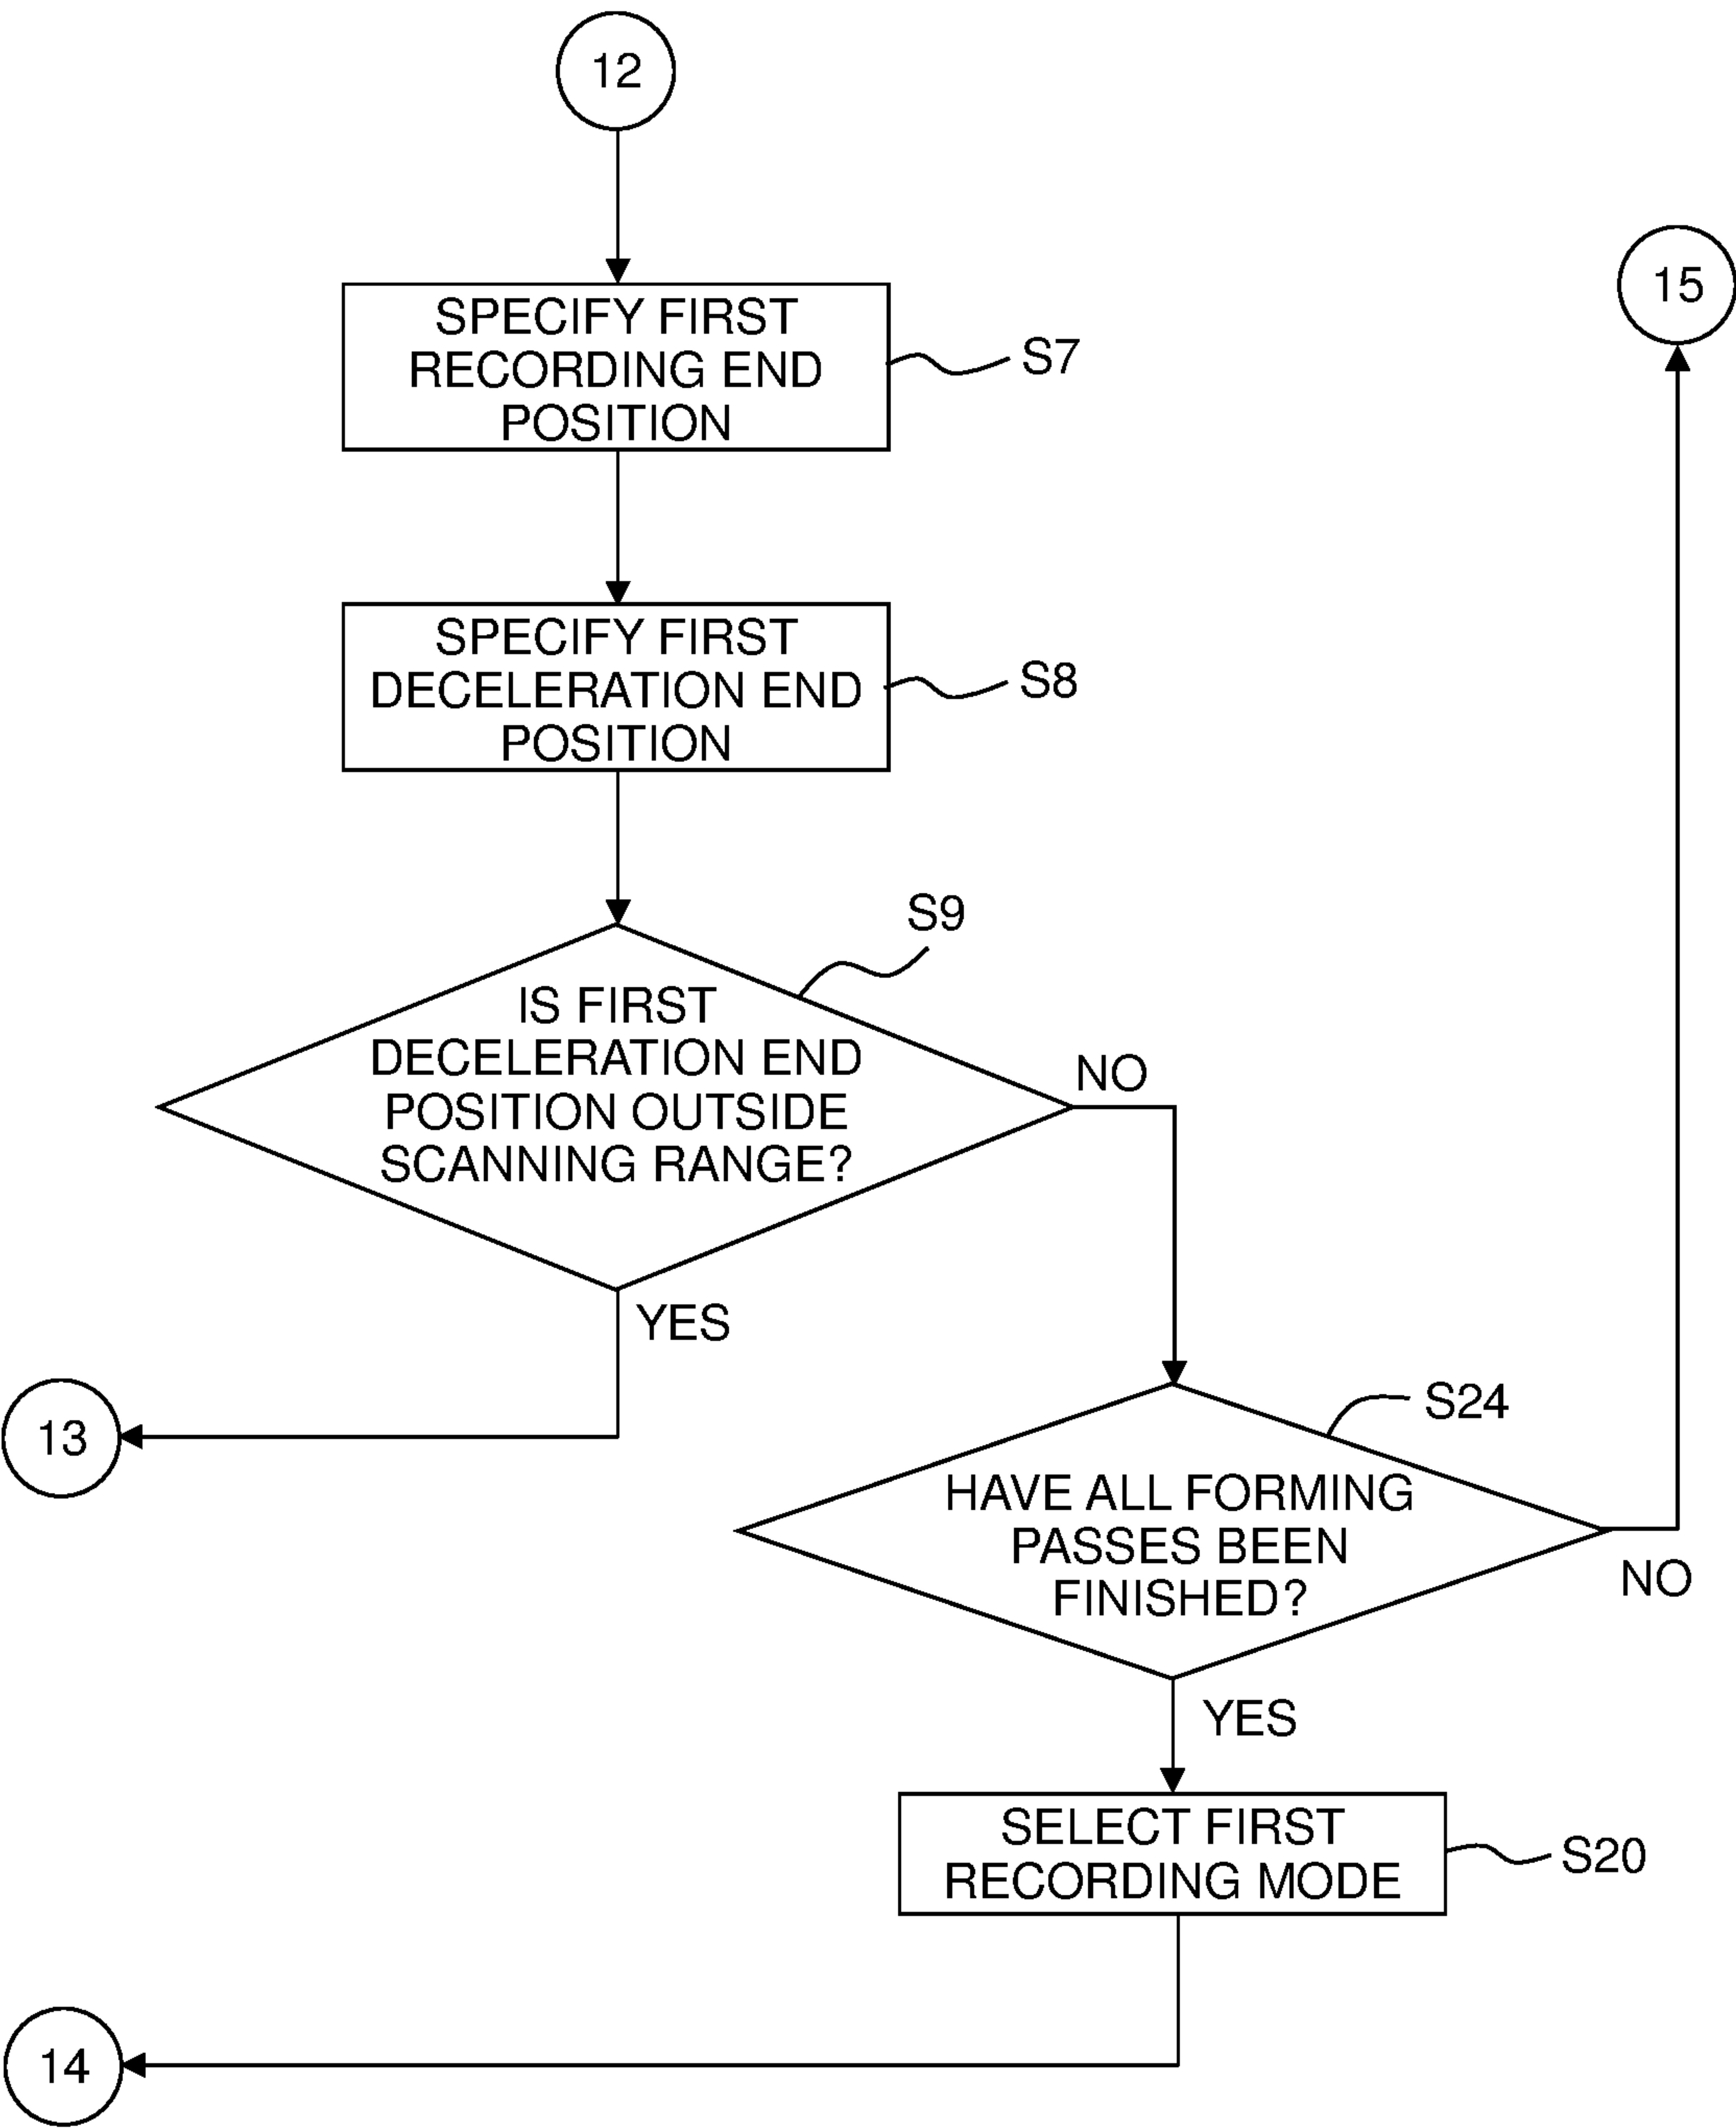 12
15
SPECIFY FIRST
RECORDING END
POSITION
S7
SPECIFY FIRST
DECELERATION END
POSITION
S8
S9
IS FIRST
DECELERATION END
POSITION OUTSIDE
SCANNING RANGE?
NO
YES
13
S24
HAVE ALL FORMING
PASSES BEEN
FINISHED?
NO
YES
SELECT FIRST
RECORDING MODE
S20
14